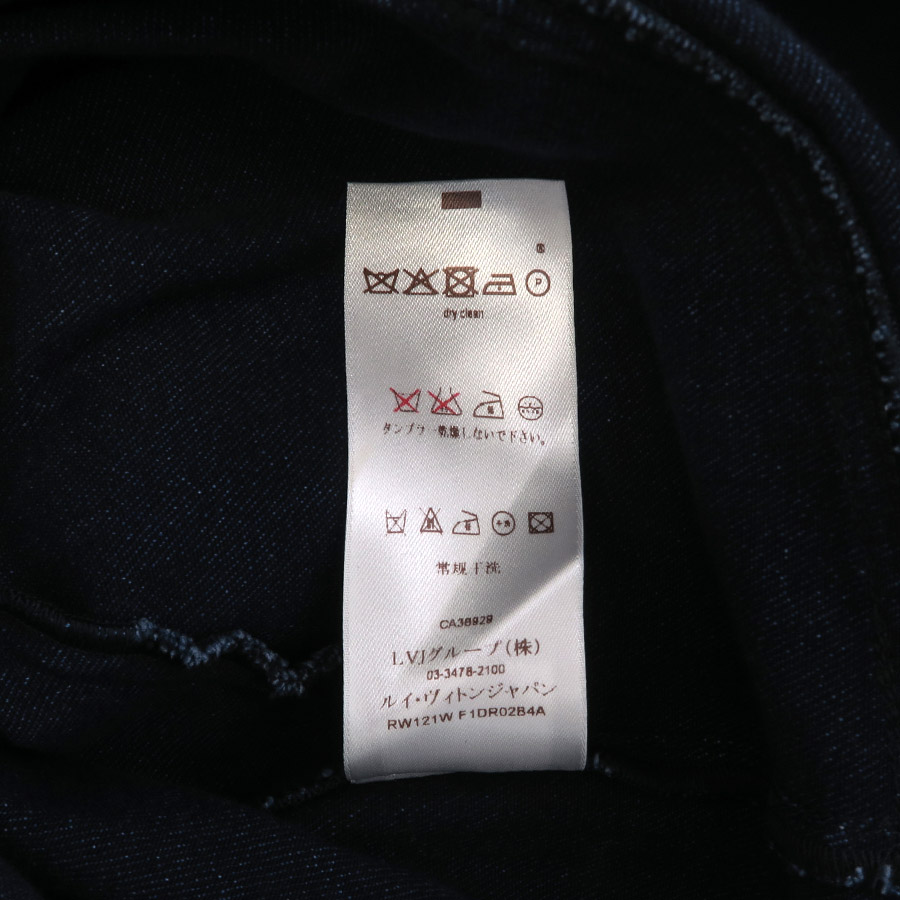 P
dry clean
タンブラー乾燥しないで下さい。
常规干洗
CA36929
LVJグループ(株)
03-3478-2100
ルイ・ヴィトンジャパン
RW121W F1DR02B4A